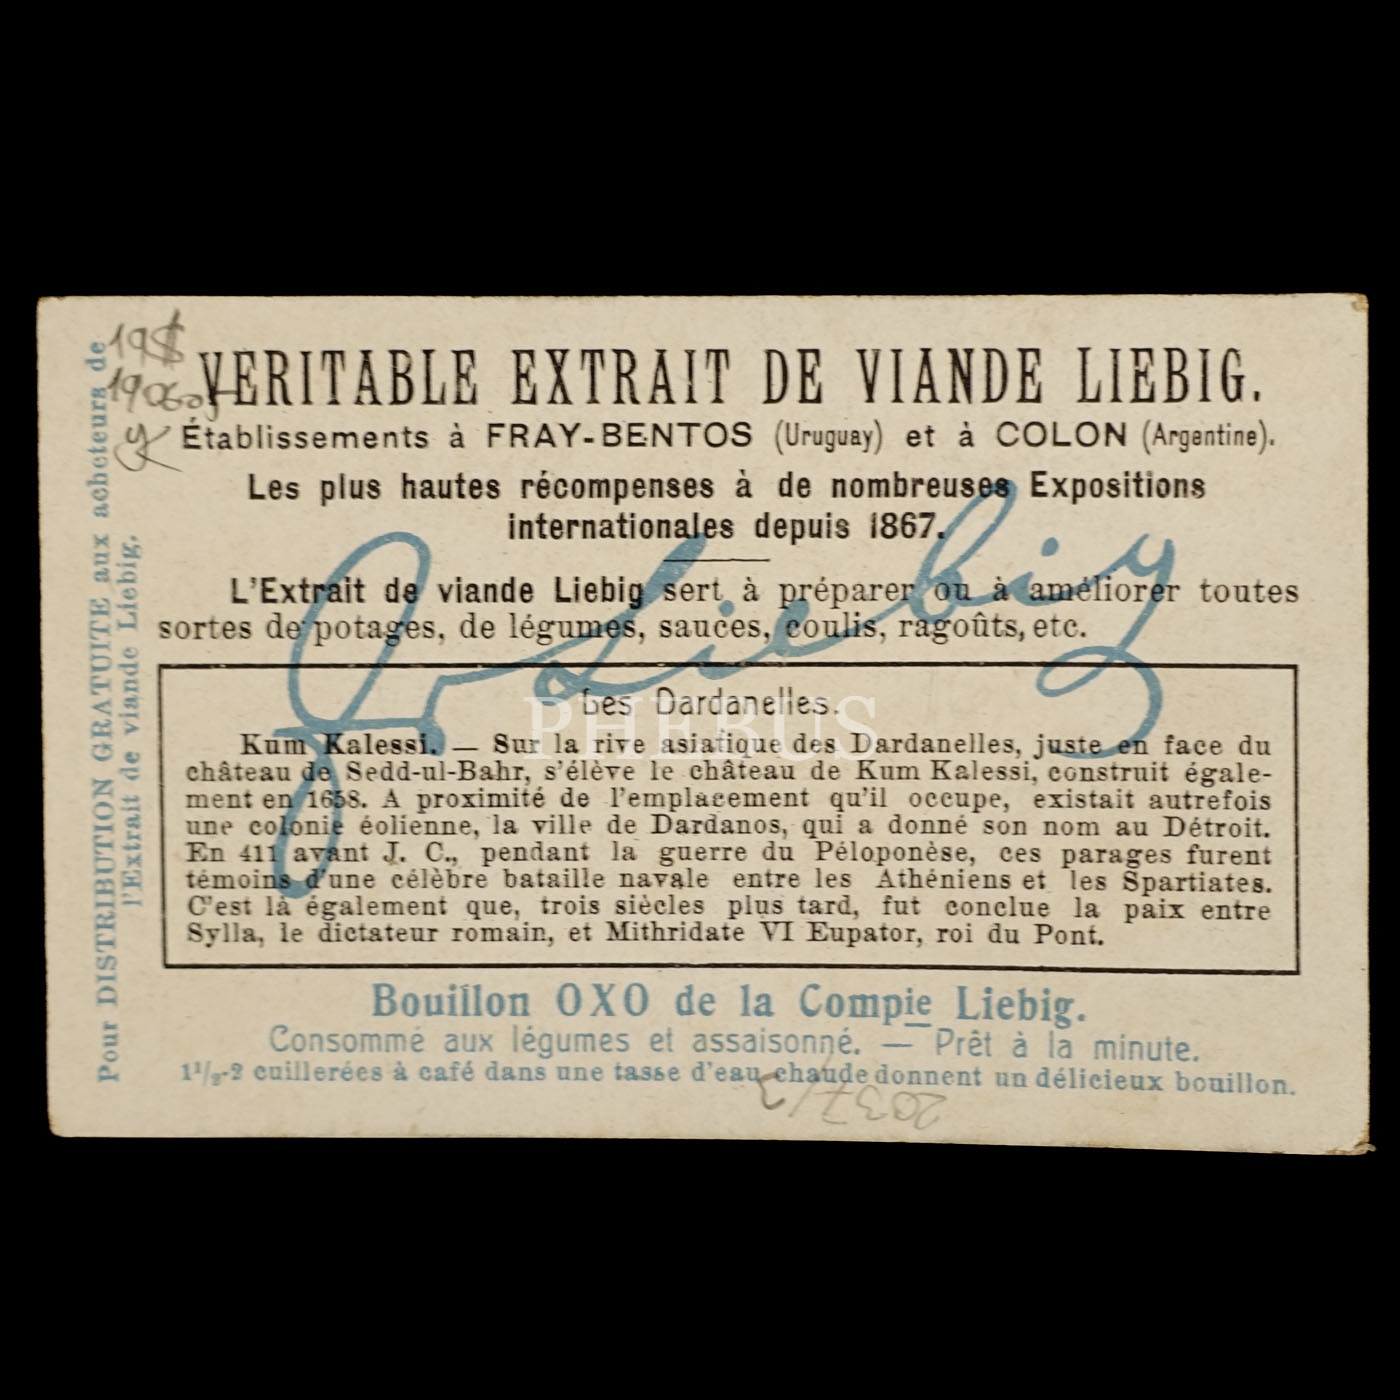 VERITABLE EXTRAIT DE VIANDE LIEBIG.
Établissements à FRAY-BENTOS (Uruguay) et à COLON (Argentine).
Les plus hautes récompenses à de nombreuses Expositions
internationales depuis 1867.
L'Extrait de viande Liebig sert à préparer ou à améliorer toutes
sortes de potages, de légumes, sauces, coulis, ragoûts, etc.
Liebig
Les Dardanelles.
PHEBUS
Kum Kalessi. — Sur la rive asiatique des Dardanelles, juste en face du
château de Sedd-ul-Bahr, s'élève le château de Kum Kalessi, construit égale-
ment en 1658. A proximité de l'emplacement qu'il occupe, existait autrefois
une colonie éolienne, la ville de Dardanos, qui a donné son nom au Détroit.
En 411 avant J. C., pendant la guerre du Péloponèse, ces parages furent
témoins d'une célèbre bataille navale entre les Athéniens et les Spartiates.
C'est là également que, trois siècles plus tard, fut conclue la paix entre
Sylla, le dictateur romain, et Mithridate VI Eupator, roi du Pont.
Bouillon OXO de la Compie Liebig.
Consommé aux légumes et assaisonné. — Prêt à la minute.
1½-2 cuillerées à café dans une tasse d'eau chaude donnent un délicieux bouillon.
2037/3
Pour DISTRIBUTION GRATUITE aux acheteurs de
l'Extrait de viande Liebig.